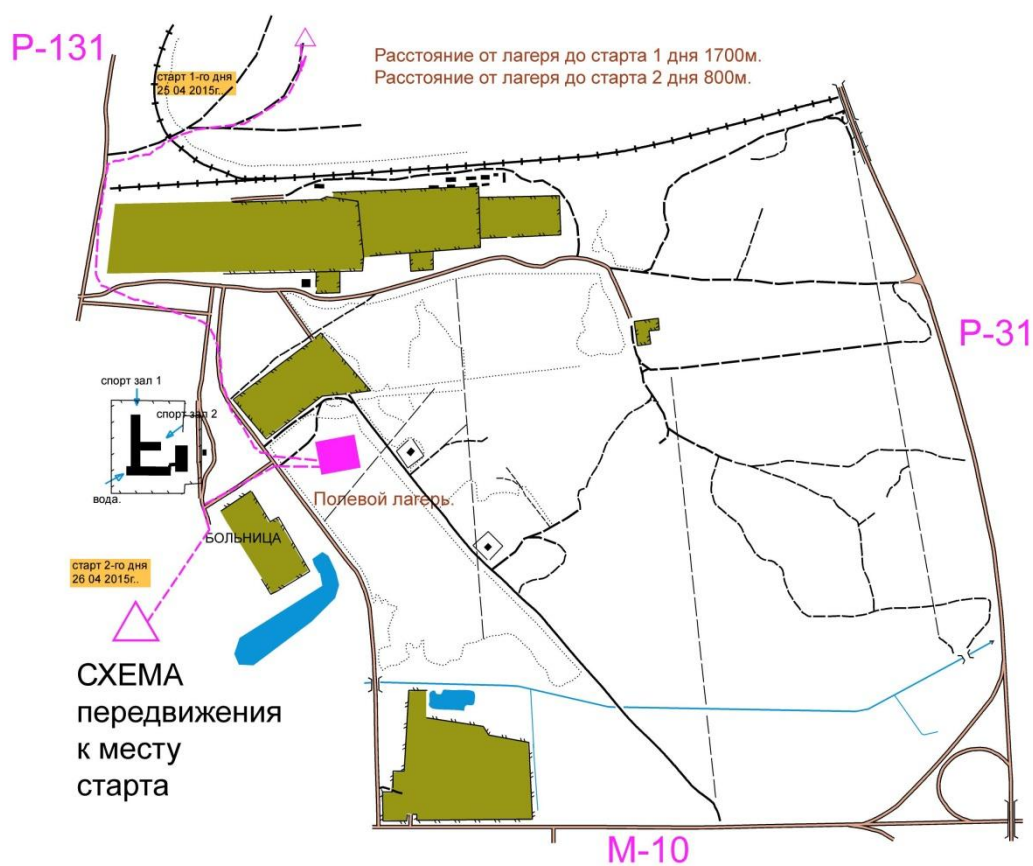 Р-131
Расстояние от лагеря до старта 1 дня 1700м.
Расстояние от лагеря до старта 2 дня 800м.
старт 1-го дня
25 04 2015г..
Р-31
спорт зал 1
спорт зал 2
вода.
Полевой лагерь.
БОЛЬНИЦА
старт 2-го дня
26 04 2015г..
СХЕМА
передвижения
к месту
старта
М-10